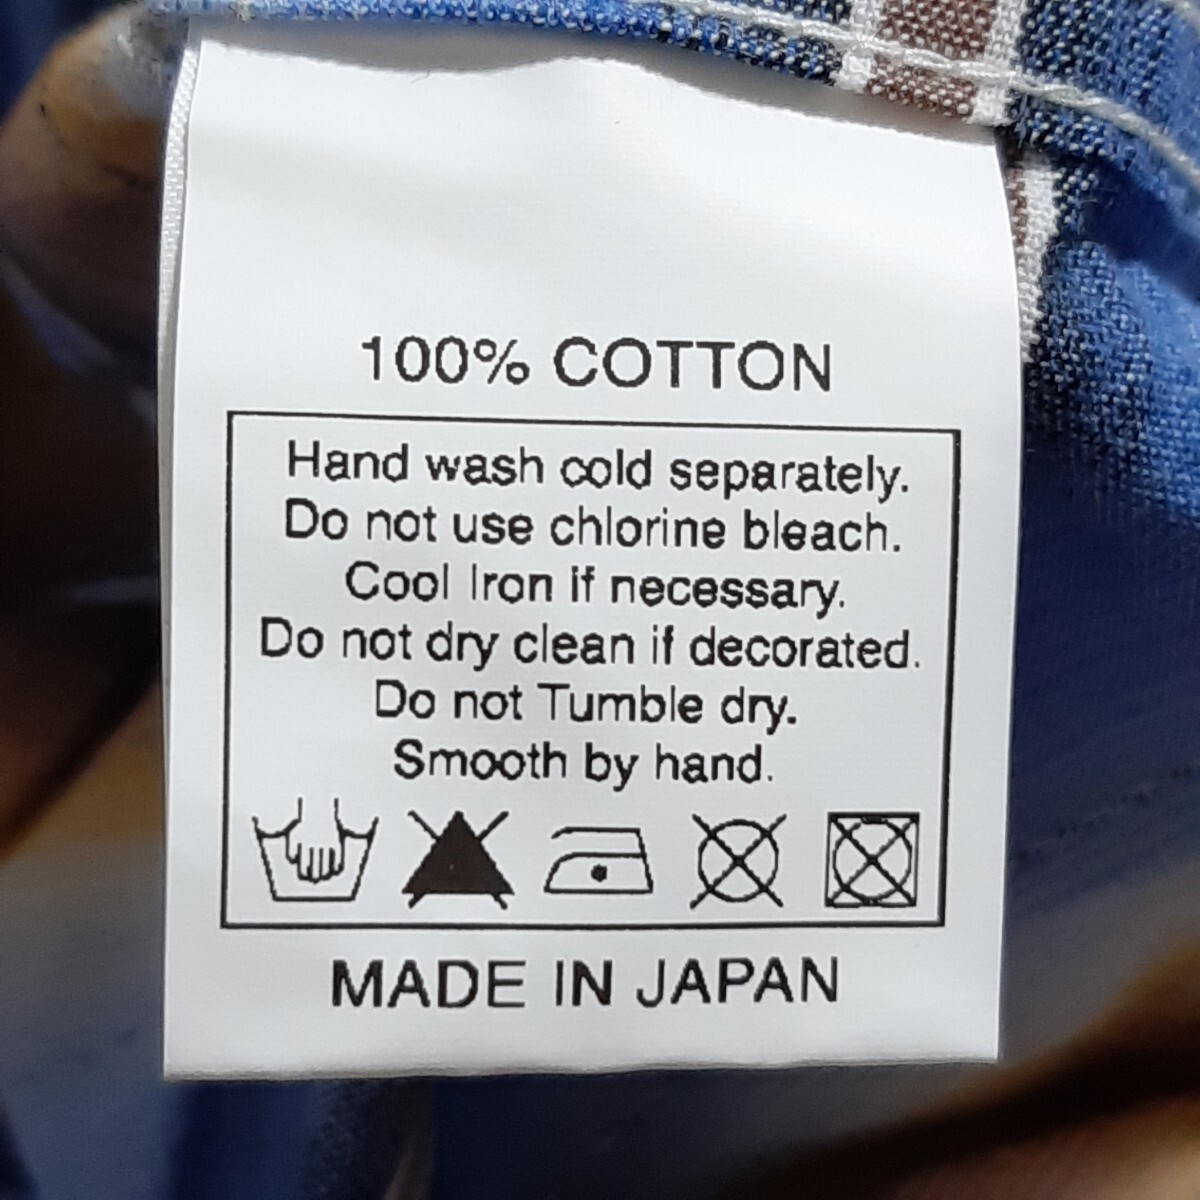 100% COTTON
Hand wash cold separately.
Do not use chlorine bleach.
Cool Iron if necessary.
Do not dry clean if decorated.
Do not Tumble dry.
Smooth by hand.
MADE IN JAPAN